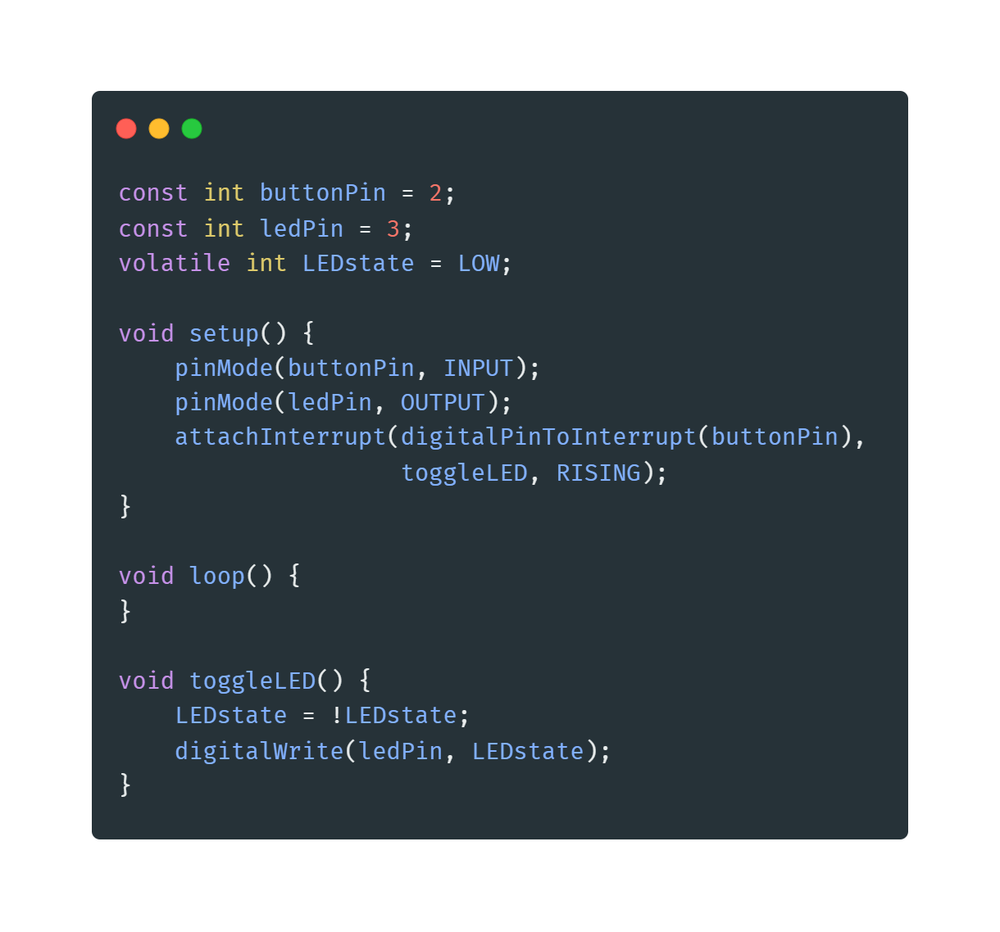 const int buttonPin = 2;
const int ledPin = 3;
volatile int LEDstate = LOW;

void setup() {
    pinMode(buttonPin, INPUT);
    pinMode(ledPin, OUTPUT);
    attachInterrupt(digitalPinToInterrupt(buttonPin),
                    toggleLED, RISING);
}

void loop() {
}

void toggleLED() {
    LEDstate = !LEDstate;
    digitalWrite(ledPin, LEDstate);
}